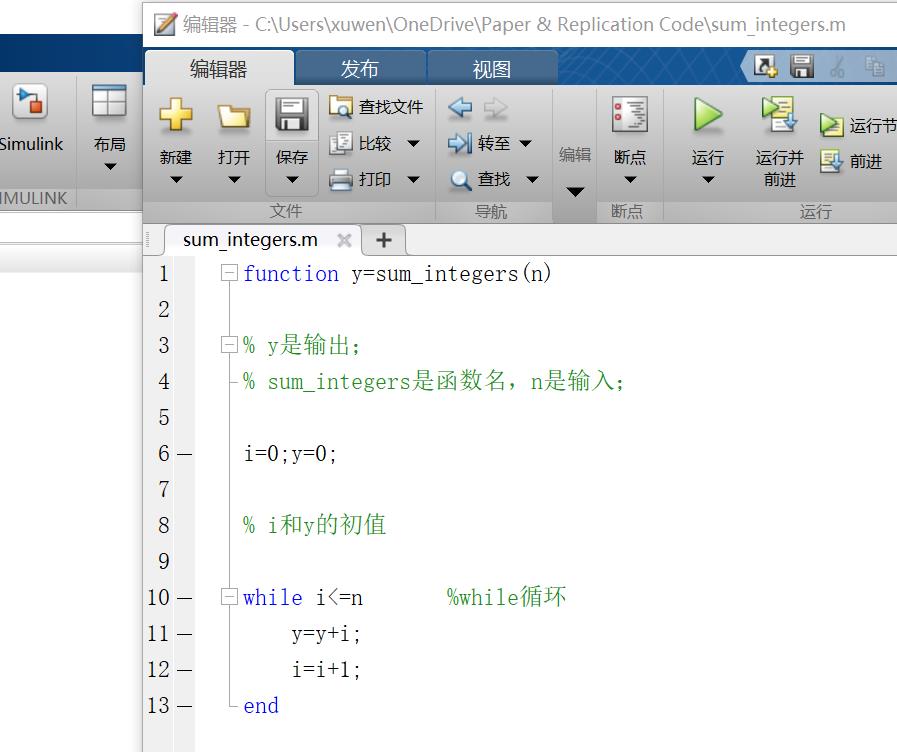 编辑器 - C:\Users\xuwen\OneDrive\Paper & Replication Code\sum_integers.m
编辑器 发布 视图
Simulink 布局
新建 打开 保存
查找文件
比较
打印
转至
查找
编辑 断点 运行 运行并前进
运行节
前进
IMULINK 文件 导航 断点 运行
sum_integers.m
1 function y=sum_integers(n)
2
3 % y是输出;
4 % sum_integers是函数名，n是输入;
5
6 i=0;y=0;
7
8 % i和y的初值
9
10 while i<=n %while循环
11 y=y+i;
12 i=i+1;
13 end